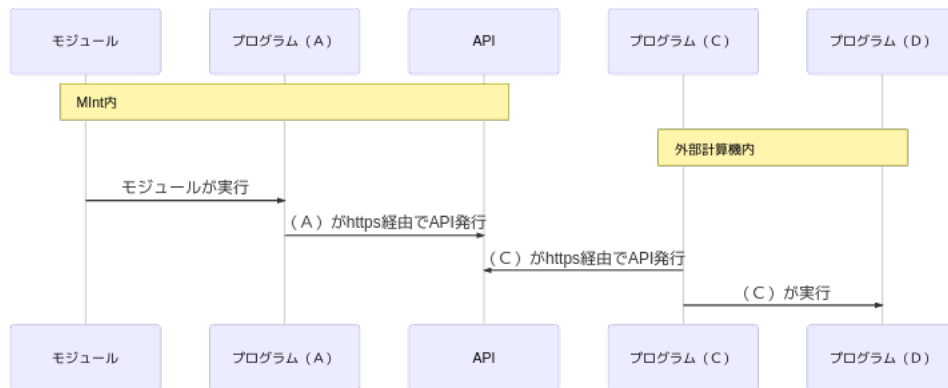 モジュール
プログラム（A）
API
プログラム（C）
プログラム（D）
MInt内
外部計算機内
モジュールが実行
（A）がhttps経由でAPI発行
（C）がhttps経由でAPI発行
（C）が実行
モジュール
プログラム（A）
API
プログラム（C）
プログラム（D）